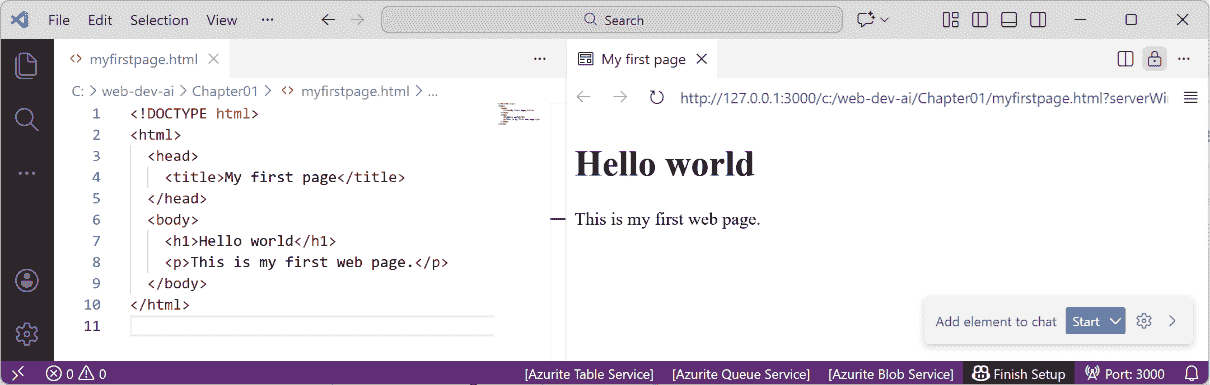 File Edit Selection View ··· Search
myfirstpage.html ···
C: > web-dev-ai > Chapter01 > myfirstpage.html > ...
1 <!DOCTYPE html>
2 <html>
3 <head>
4 <title>My first page</title>
5 </head>
6 <body>
7 <h1>Hello world</h1>
8 <p>This is my first web page.</p>
9 </body>
10 </html>
11
My first page ···
http://127.0.0.1:3000/c:/web-dev-ai/Chapter01/myfirstpage.html?serverWi
Hello world
This is my first web page.
Add element to chat Start
0 0 [Azurite Table Service] [Azurite Queue Service] [Azurite Blob Service] Finish Setup Port: 3000